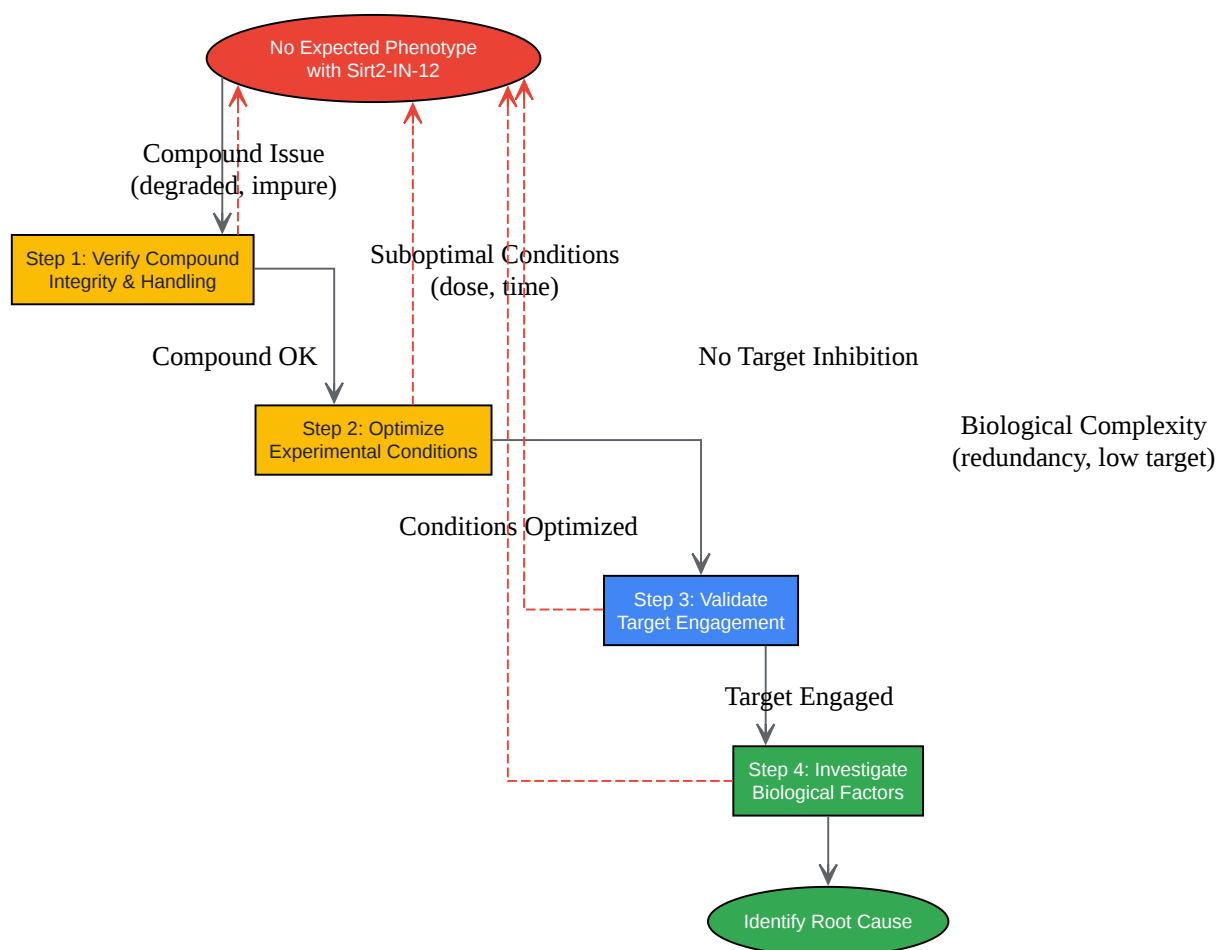 No Expected Phenotype
with Sirt2-IN-12
Compound Issue
(degraded, impure)
Step 1: Verify Compound
Integrity & Handling
Suboptimal Conditions
(dose, time)
Compound OK
No Target Inhibition
Step 2: Optimize
Experimental Conditions
Biological Complexity
(redundancy, low target)
Conditions Optimized
Step 3: Validate
Target Engagement
Target Engaged
Step 4: Investigate
Biological Factors
Identify Root Cause